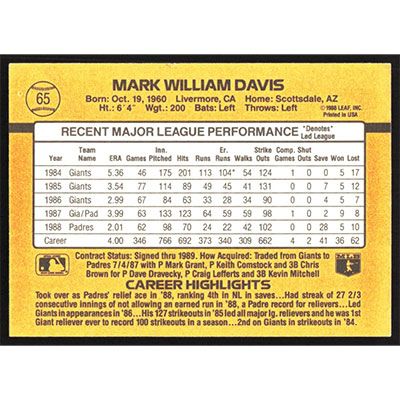 65
MARK WILLIAM DAVIS
Born: Oct. 19, 1960 Livermore, CA Home: Scottsdale, AZ
Ht.: 6'4" Wgt.: 200 Bats: Left Throws: Left
©1988 LEAF, INC.
Printed in USA
RECENT MAJOR LEAGUE PERFORMANCE *Denotes* Led League
Year Team Name ERA Games Inn. Pitched Hits Runs Er. Runs Walks Strike Outs Comp. Games Shut Outs Save Won Lost
1984 Giants 5.36 46 175 201 113 104* 54 124 1 0 0 5 17
1985 Giants 3.54 77 114 89 49 45 41 131 0 0 7 5 12
1986 Giants 2.99 67 84 63 33 28 34 90 0 0 4 5 7
1987 Gia/Pad 3.99 63 133 123 64 59 59 98 0 0 2 9 8
1988 Padres 2.01 62 98 70 24 22 42 102 0 0 28 5 10
Career 4.00 346 766 692 370 340 309 662 4 1 41 36 62
Contract Status: Signed thru 1989. How Acquired: Traded from Giants to
Padres 7/4/87 with P Mark Grant, P Keith Comstock and 3B Chris
Brown for P Dave Dravecky, P Craig Lefferts and 3B Kevin Mitchell
CAREER HIGHLIGHTS
Took over as Padres' relief ace in '88, ranking 4th in NL in saves...Had streak of 27 2/3
consecutive innings of not allowing an earned run in '88, a Padre record for relievers...Led
Giants in appearances in '86...His 127 strikeouts in '85 led all major lg. relievers and he was 1st
Giant reliever ever to record 100 strikeouts in a season...2nd on Giants in strikeouts in '84.